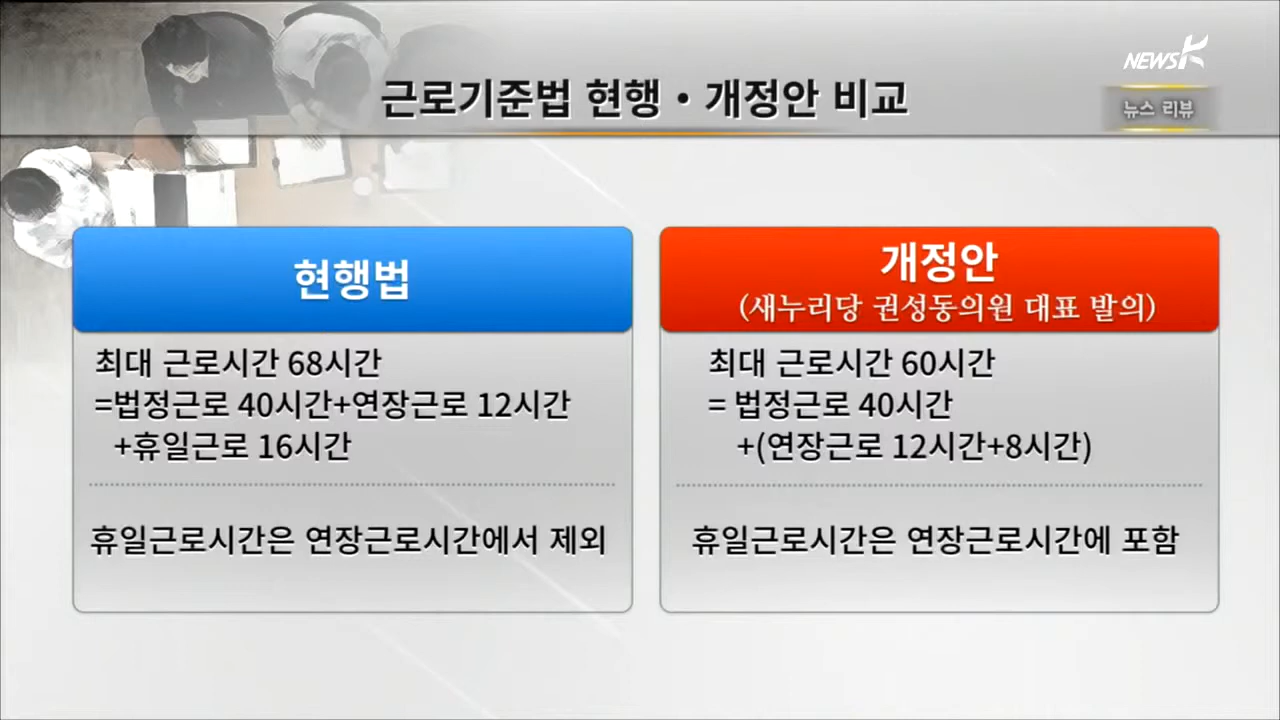 NEWS K
뉴스 리뷰
근로기준법 현행·개정안 비교
현행법
최대 근로시간 68시간
=법정근로 40시간+연장근로 12시간
+휴일근로 16시간
휴일근로시간은 연장근로시간에서 제외
개정안
(새누리당 권성동의원 대표 발의)
최대 근로시간 60시간
= 법정근로 40시간
+(연장근로 12시간+8시간)
휴일근로시간은 연장근로시간에 포함